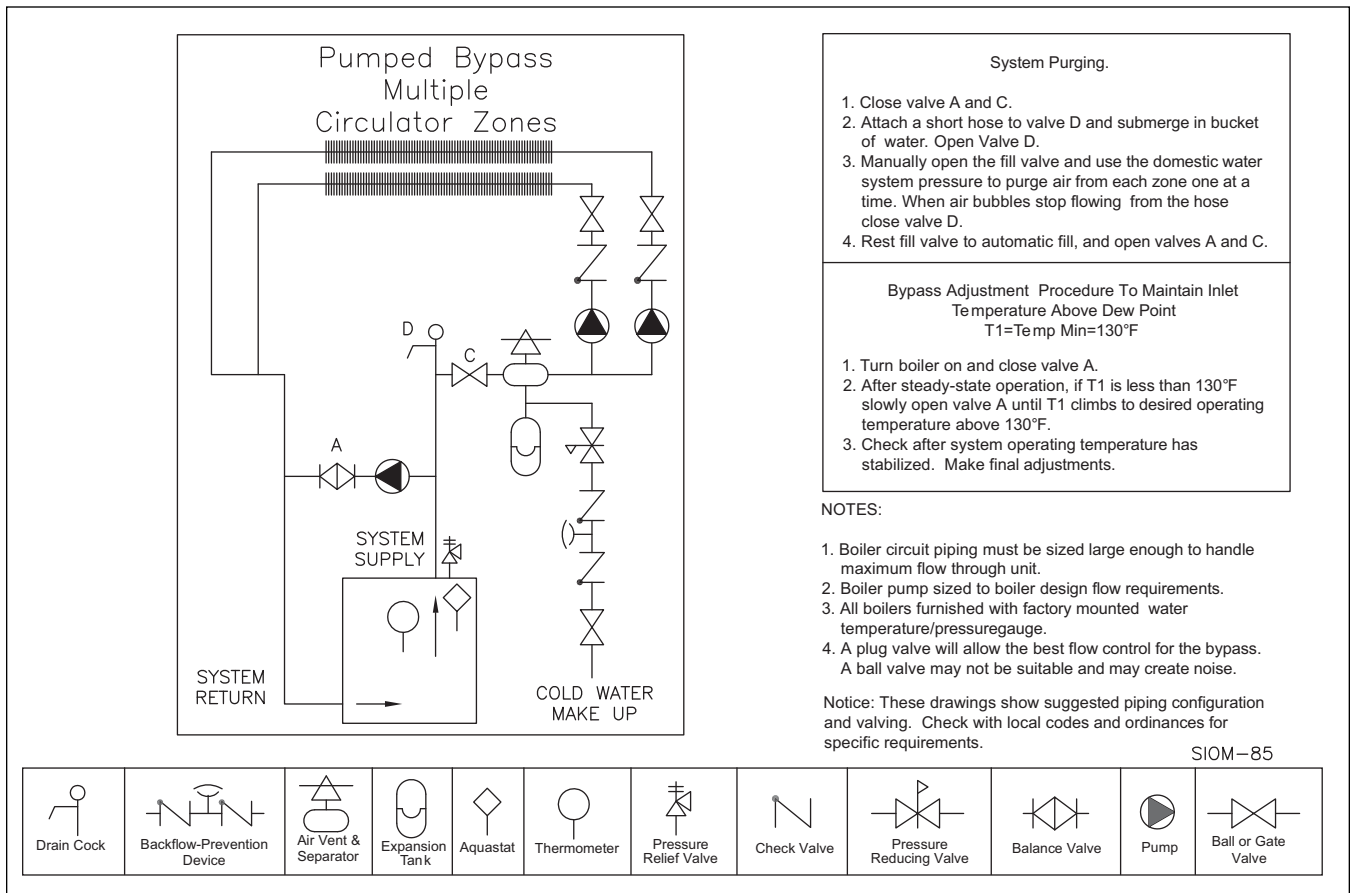 Pumped Bypass
Multiple
Circulator Zones
D
C
A
SYSTEM
SUPPLY
SYSTEM
RETURN
COLD WATER
MAKE UP
System Purging.
1. Close valve A and C.
2. Attach a short hose to valve D and submerge in bucket
of water. Open Valve D.
3. Manually open the fill valve and use the domestic water
system pressure to purge air from each zone one at a
time. When air bubbles stop flowing from the hose
close valve D.
4. Rest fill valve to automatic fill, and open valves A and C.
Bypass Adjustment Procedure To Maintain Inlet
Temperature Above Dew Point
T1=Temp Min=130°F
1. Turn boiler on and close valve A.
2. After steady-state operation, if T1 is less than 130°F
slowly open valve A until T1 climbs to desired operating
temperature above 130°F.
3. Check after system operating temperature has
stabilized. Make final adjustments.
NOTES:
1. Boiler circuit piping must be sized large enough to handle
maximum flow through unit.
2. Boiler pump sized to boiler design flow requirements.
3. All boilers furnished with factory mounted water
temperature/pressuregauge.
4. A plug valve will allow the best flow control for the bypass.
A ball valve may not be suitable and may create noise.
Notice: These drawings show suggested piping configuration
and valving. Check with local codes and ordinances for
specific requirements.
SIOM-85
Drain Cock
Backflow-Prevention
Device
Air Vent &
Separator
Expansion
Tank
Aquastat
Thermometer
Pressure
Relief Valve
Check Valve
Pressure
Reducing Valve
Balance Valve
Pump
Ball or Gate
Valve